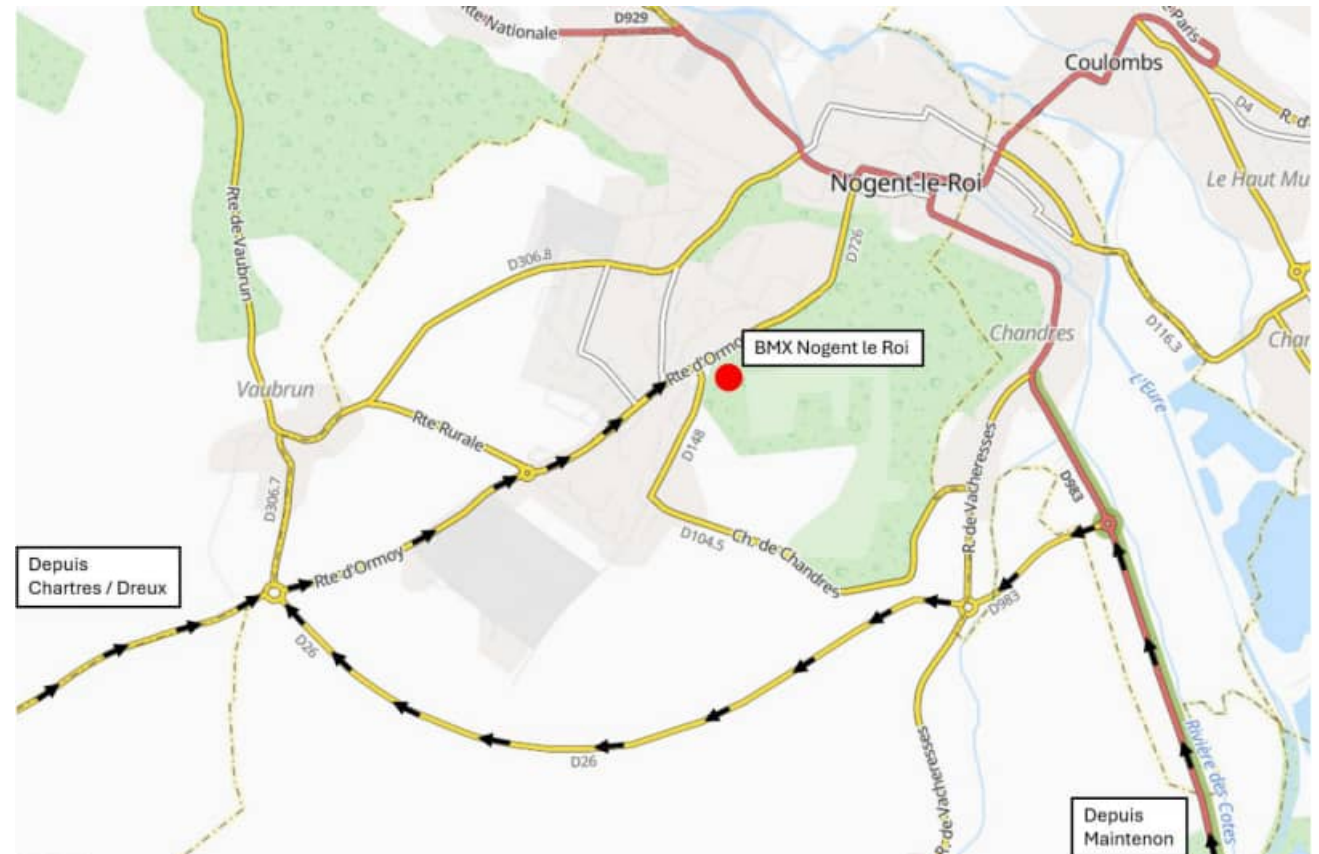 Rte Nationale
D929
e-Paris
Coulombs
D4
R. d'
Nogent-le-Roi
Le Haut Mu
Rte de Vaubrun
D306.8
D726
BMX Nogent le Roi
Chandres
D116.3
Char
Rte d'Ormo
L'Eure
Vaubrun
Rte Rurale
D148
R. de Vacheresses
D983
D306.7
D104.5
Ch. de Chandres
Depuis
Chartres / Dreux
Rte d'Ormoy
D983
D26
D26
R. de Vacheresses
Rivière des Cotes
Depuis
Maintenon